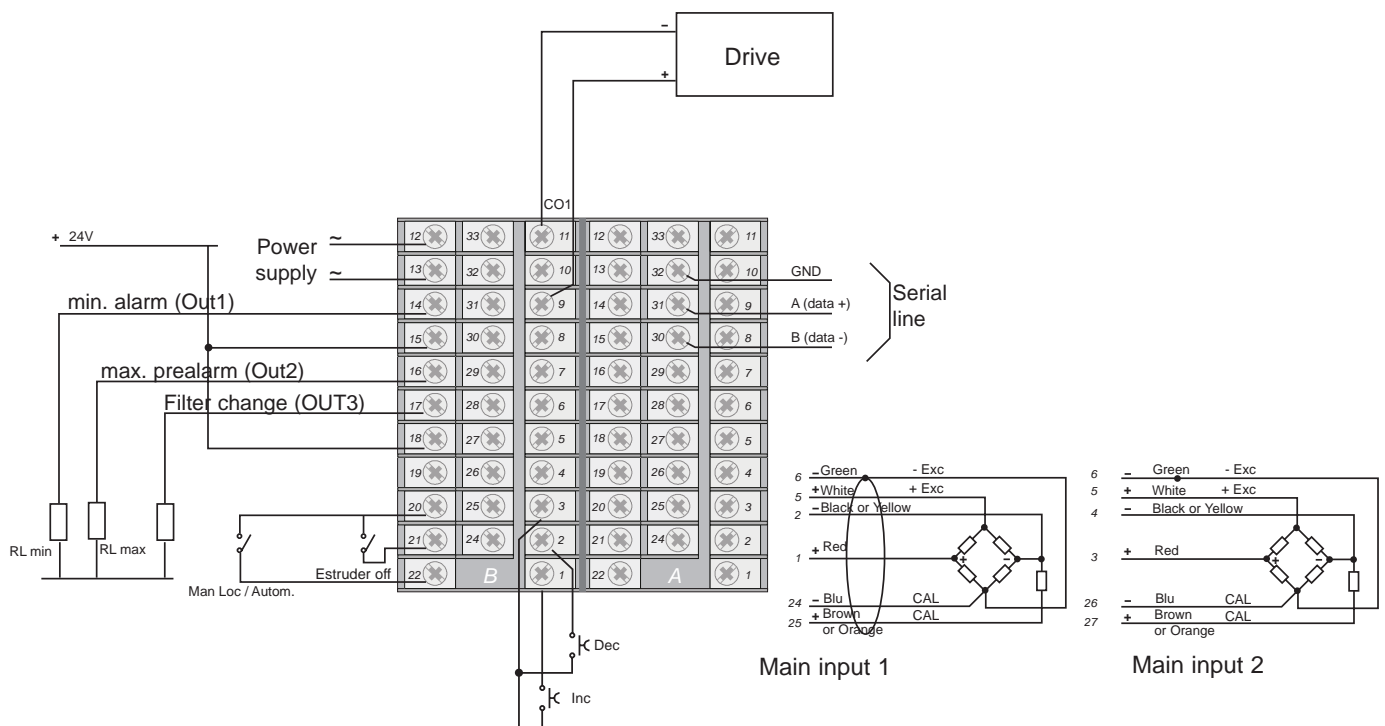 Drive
−
+
CO1
+ 24V
Power supply
~
~
min. alarm (Out1)
max. prealarm (Out2)
Filter change (OUT3)
12 33 11 12 33 11
13 32 10 13 32 10
14 31 9 14 31 9
15 30 8 15 30 8
16 29 7 16 29 7
17 28 6 17 28 6
18 27 5 18 27 5
19 26 4 19 26 4
20 25 3 20 25 3
21 24 2 21 24 2
22 B 1 22 A 1
GND
A (data +)
B (data -)
Serial
line
RL min
RL max
Man Loc / Autom.
Estruder off
Dec
Inc
6 − Green - Exc
5 + White + Exc
2 − Black or Yellow
1 + Red
+ −
24 − Blu CAL
25 + Brown CAL
or Orange
Main input 1
6 − Green - Exc
5 + White + Exc
4 − Black or Yellow
3 + Red
+ −
26 − Blu CAL
27 + Brown CAL
or Orange
Main input 2